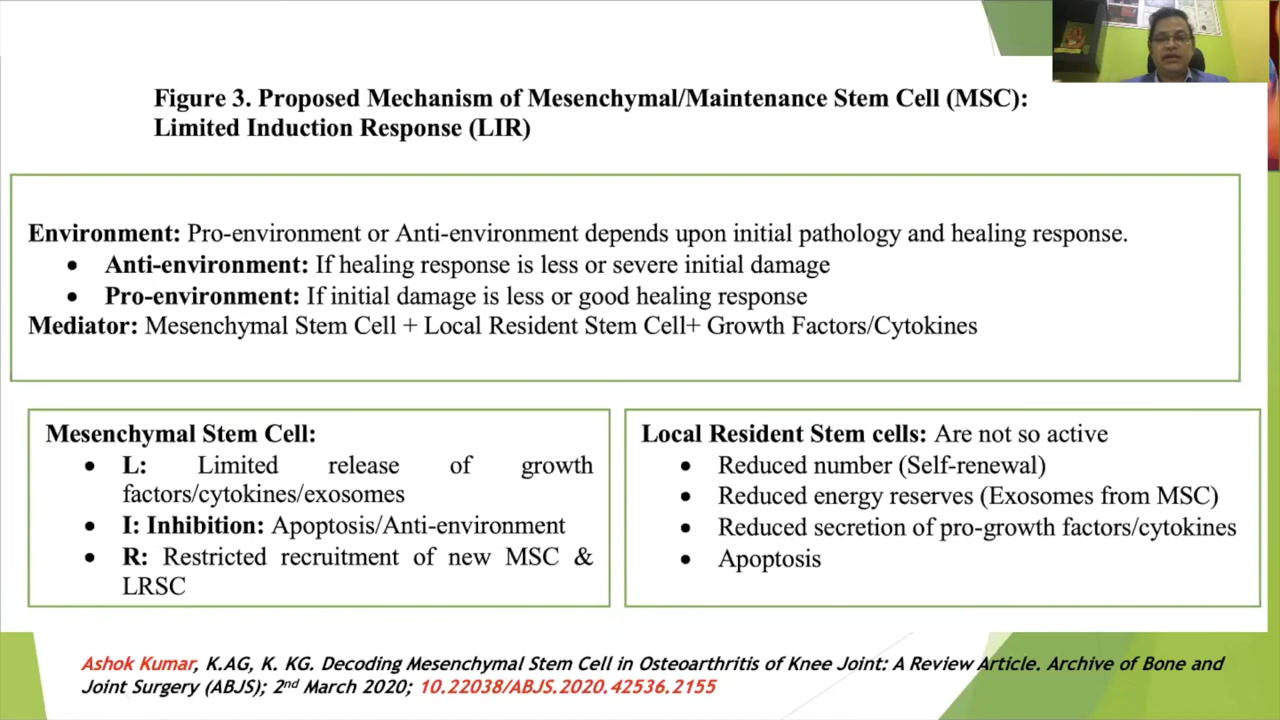 Figure 3. Proposed Mechanism of Mesenchymal/Maintenance Stem Cell (MSC):
Limited Induction Response (LIR)
Environment: Pro-environment or Anti-environment depends upon initial pathology and healing response.
• Anti-environment: If healing response is less or severe initial damage
• Pro-environment: If initial damage is less or good healing response
Mediator: Mesenchymal Stem Cell + Local Resident Stem Cell+ Growth Factors/Cytokines
Mesenchymal Stem Cell:
• L: Limited release of growth
factors/cytokines/exosomes
• I: Inhibition: Apoptosis/Anti-environment
• R: Restricted recruitment of new MSC &
LRSC
Local Resident Stem cells: Are not so active
• Reduced number (Self-renewal)
• Reduced energy reserves (Exosomes from MSC)
• Reduced secretion of pro-growth factors/cytokines
• Apoptosis
Ashok Kumar, K.AG, K. KG. Decoding Mesenchymal Stem Cell in Osteoarthritis of Knee Joint: A Review Article. Archive of Bone and
Joint Surgery (ABJS); 2nd March 2020; 10.22038/ABJS.2020.42536.2155